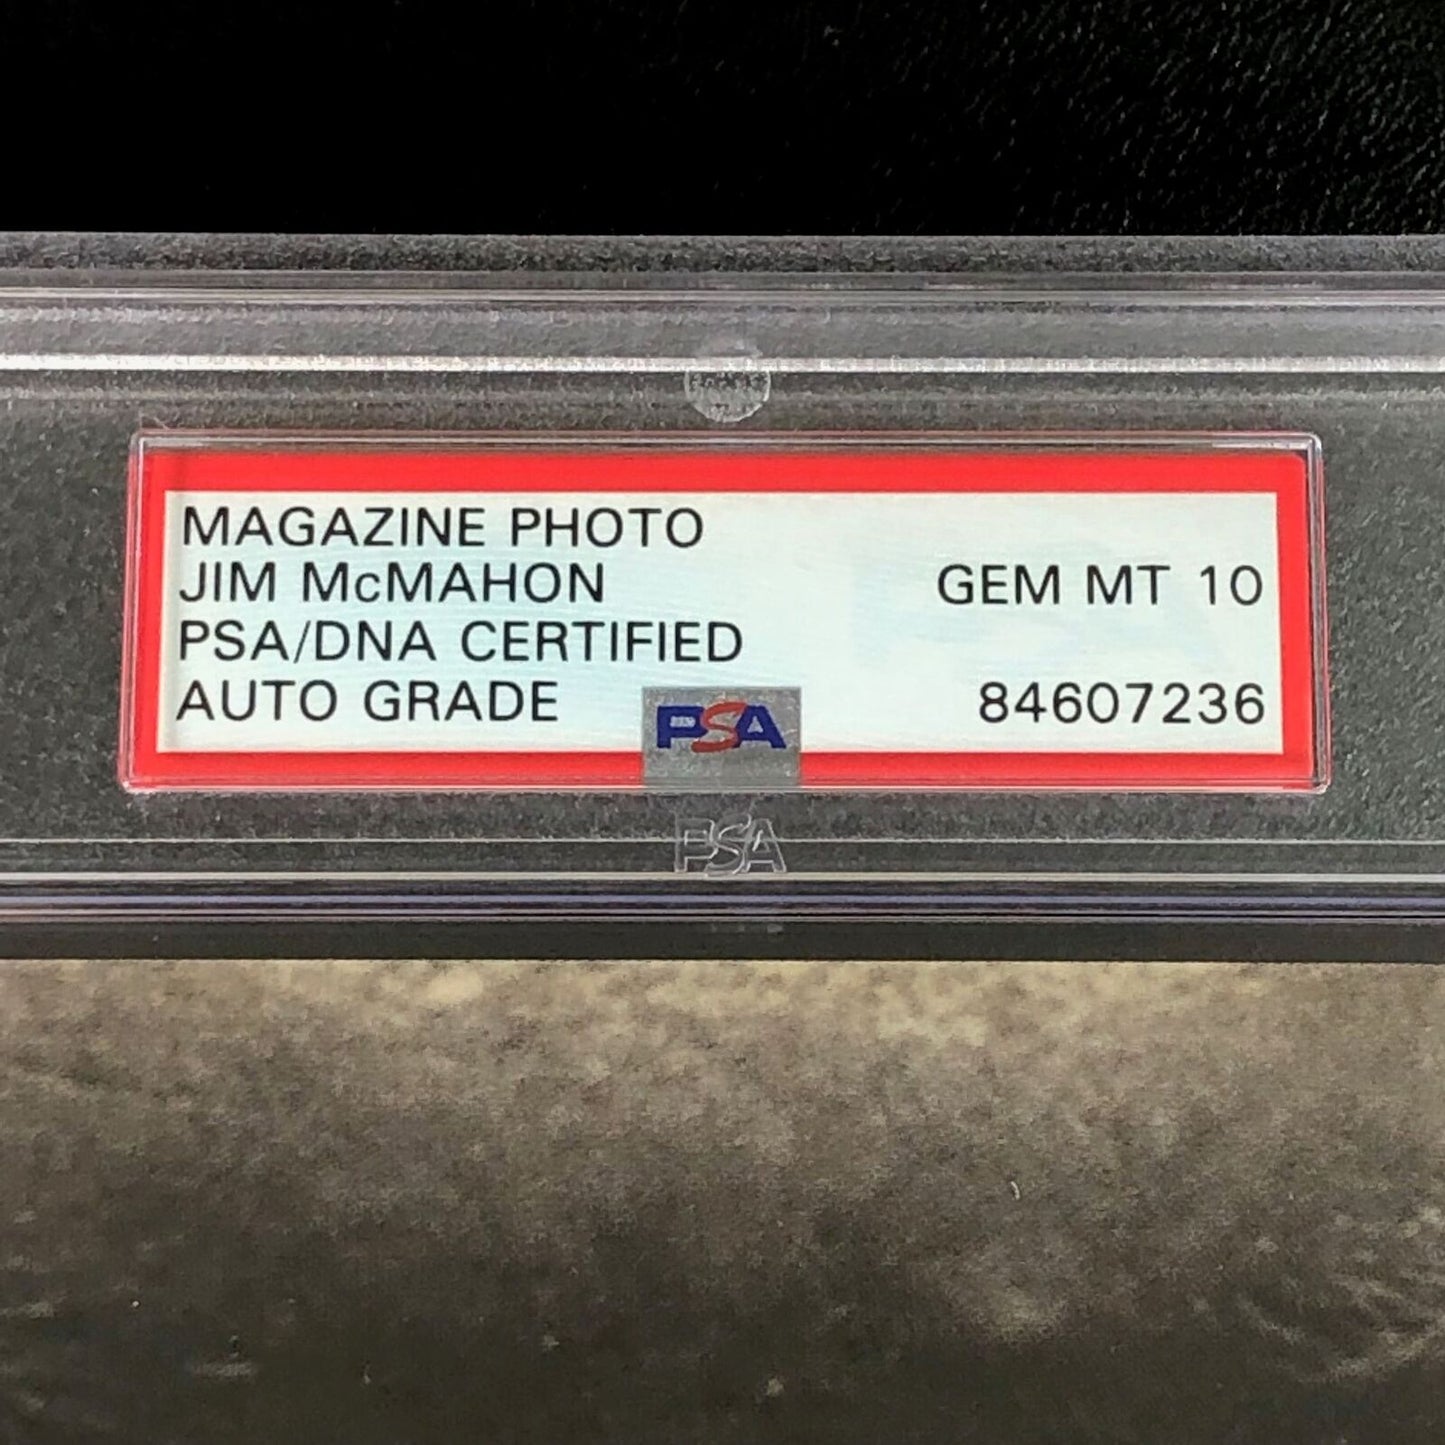 MAGAZINE PHOTO
JIM McMAHON GEM MT 10
PSA/DNA CERTIFIED
AUTO GRADE 84607236
PSA
PSA